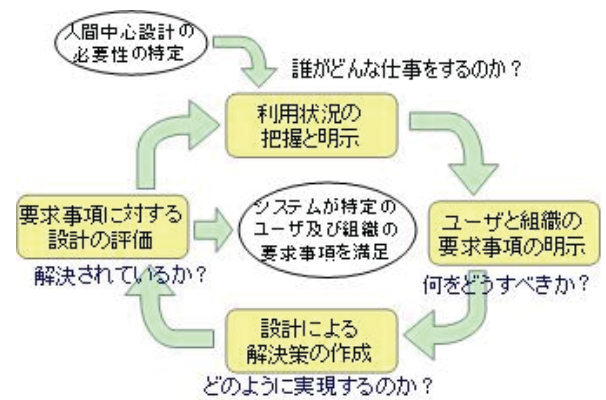 人間中心設計の
必要性の特定
誰がどんな仕事をするのか？
利用状況の
把握と明示
要求事項に対する
設計の評価
解決されているか？
システムが特定の
ユーザ及び組織の
要求事項を満足
ユーザと組織の
要求事項の明示
何をどうすべきか？
設計による
解決策の作成
どのように実現するのか？